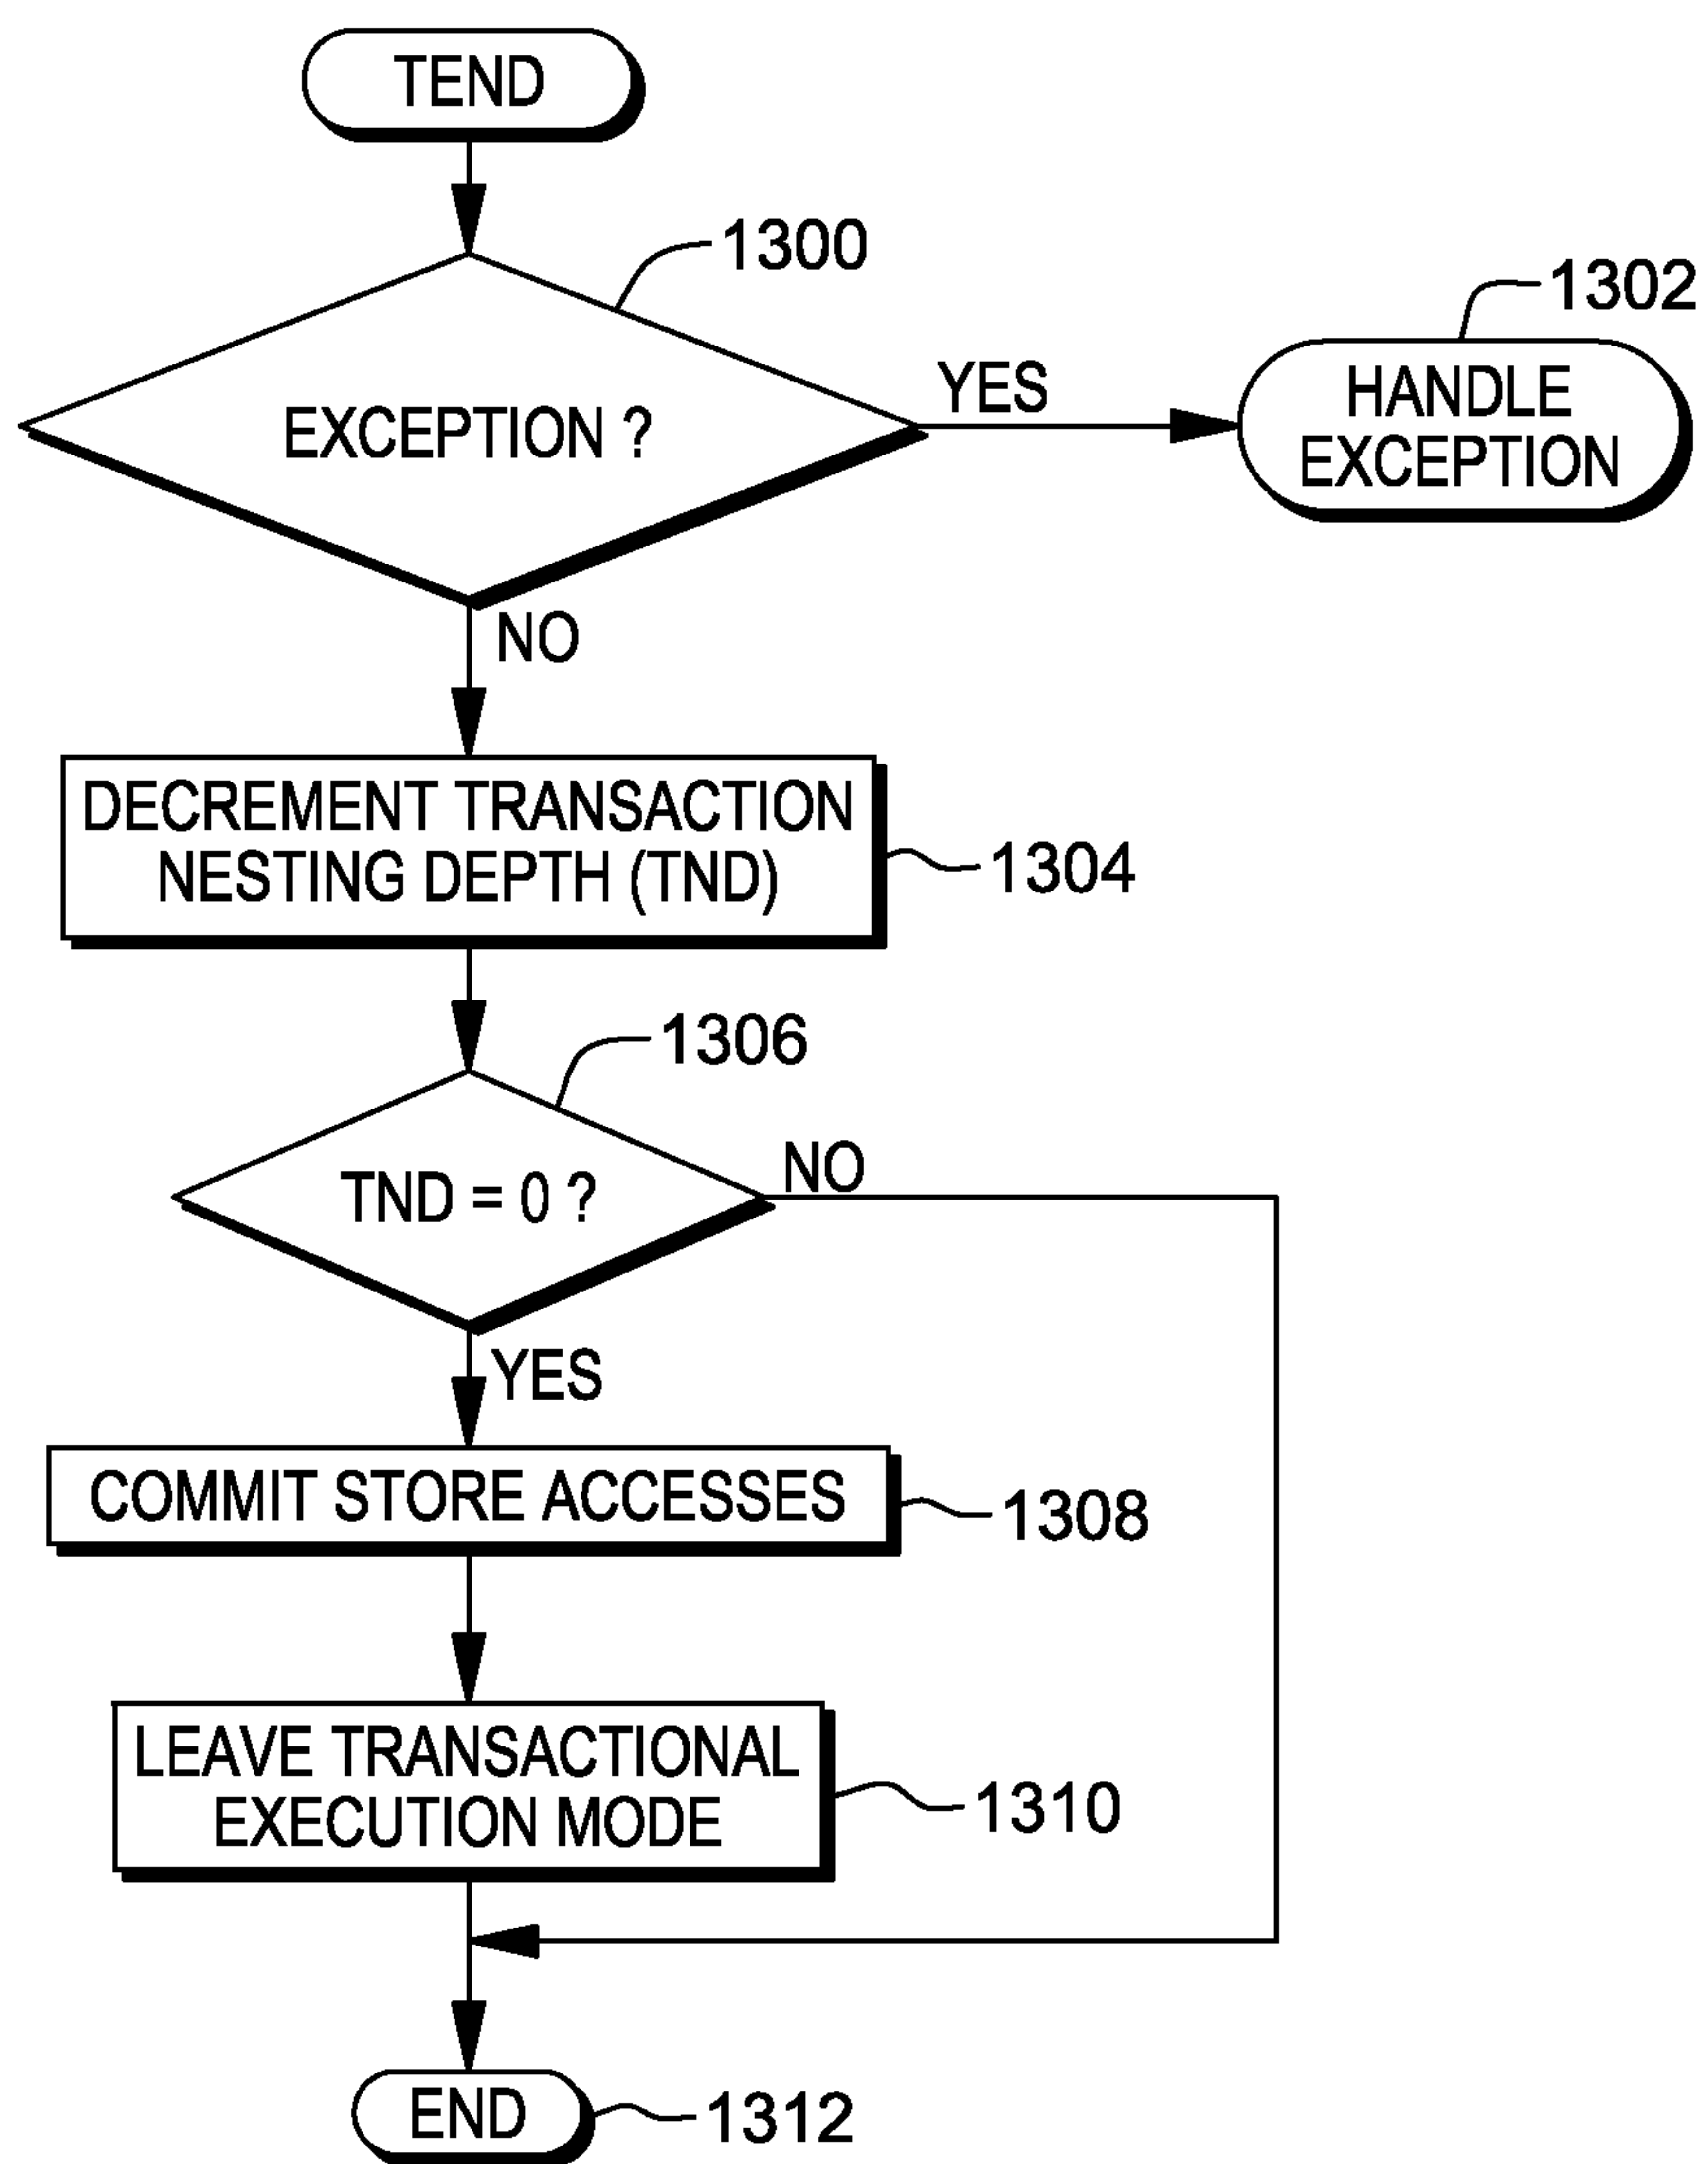 TEND
1300
EXCEPTION ?
YES
1302
HANDLE
EXCEPTION
NO
DECREMENT TRANSACTION
NESTING DEPTH (TND)
1304
1306
TND = 0 ?
NO
YES
COMMIT STORE ACCESSES
1308
LEAVE TRANSACTIONAL
EXECUTION MODE
1310
END
1312